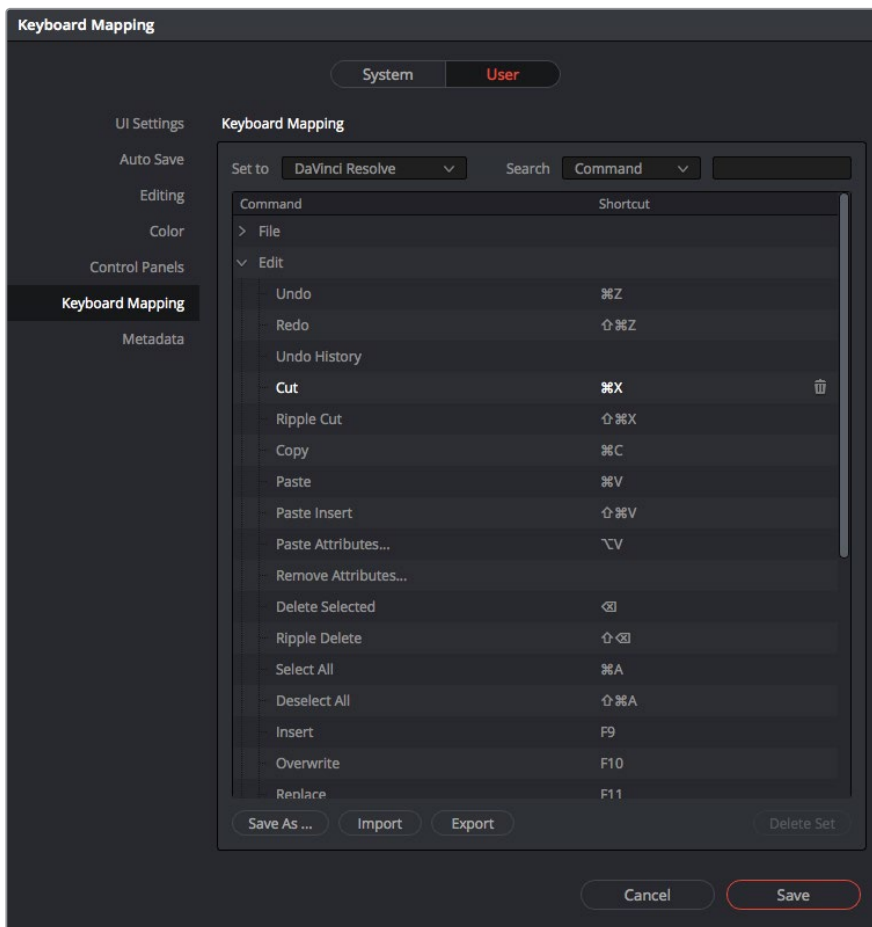 Keyboard Mapping
System User
UI Settings
Auto Save
Editing
Color
Control Panels
Keyboard Mapping
Metadata
Keyboard Mapping
Set to DaVinci Resolve Search Command
Command Shortcut
> File
Edit
Undo ⌘Z
Redo ⇧⌘Z
Undo History
Cut ⌘X
Ripple Cut ⇧⌘X
Copy ⌘C
Paste ⌘V
Paste Insert ⇧⌘V
Paste Attributes... ⌥V
Remove Attributes...
Delete Selected ⌫
Ripple Delete ⇧⌫
Select All ⌘A
Deselect All ⇧⌘A
Insert F9
Overwrite F10
Replace F11
Save As ... Import Export Delete Set
Cancel Save